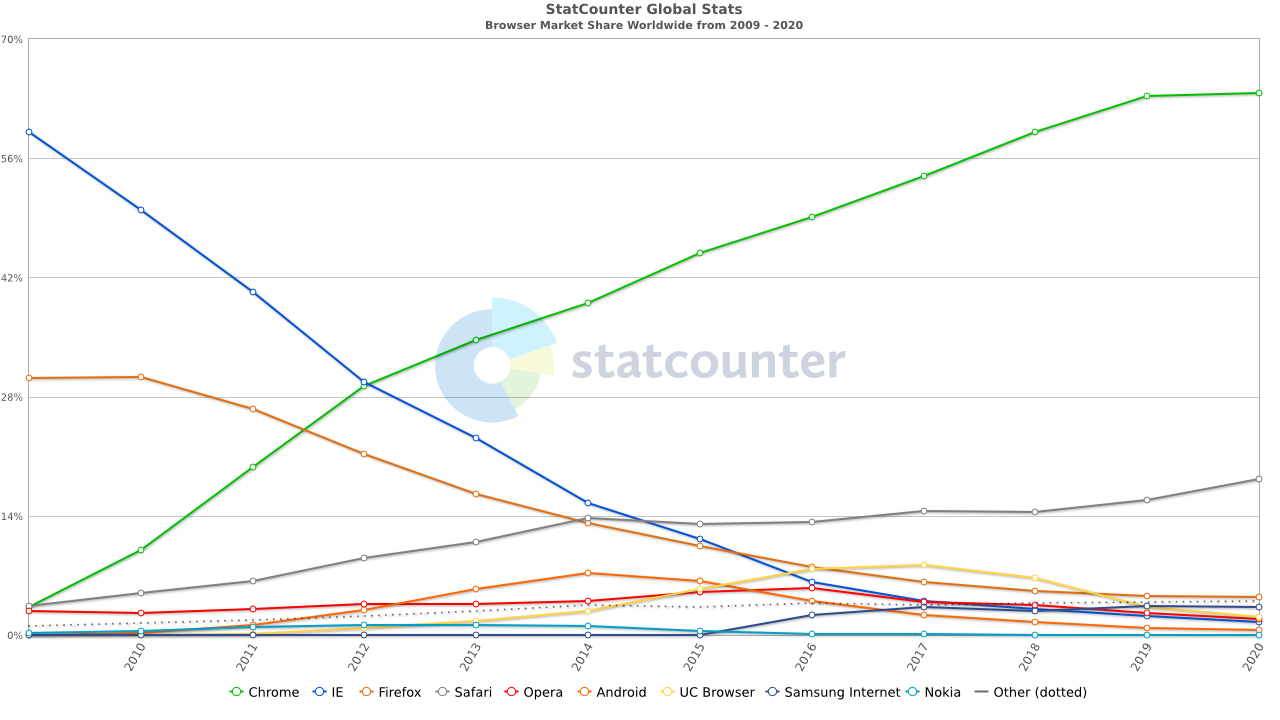 StatCounter Global Stats
Browser Market Share Worldwide from 2009 - 2020
70%
56%
42%
28%
14%
0%
statcounter
2010 2011 2012 2013 2014 2015 2016 2017 2018 2019 2020
Chrome IE Firefox Safari Opera Android UC Browser Samsung Internet Nokia Other (dotted)